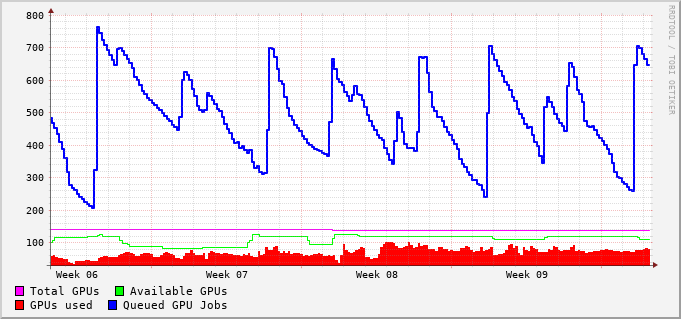 800
700
600
500
400
300
200
100
Week 06 Week 07 Week 08 Week 09
Total GPUs Available GPUs
GPUs used Queued GPU Jobs
RRDTOOL / TOBI OETIKER